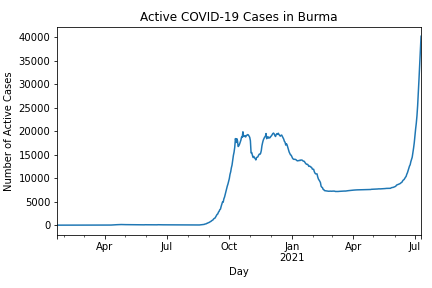 Active COVID-19 Cases in Burma
Number of Active Cases
40000
35000
30000
25000
20000
15000
10000
5000
0
Apr
Jul
Oct
Jan
2021
Apr
Jul
Day